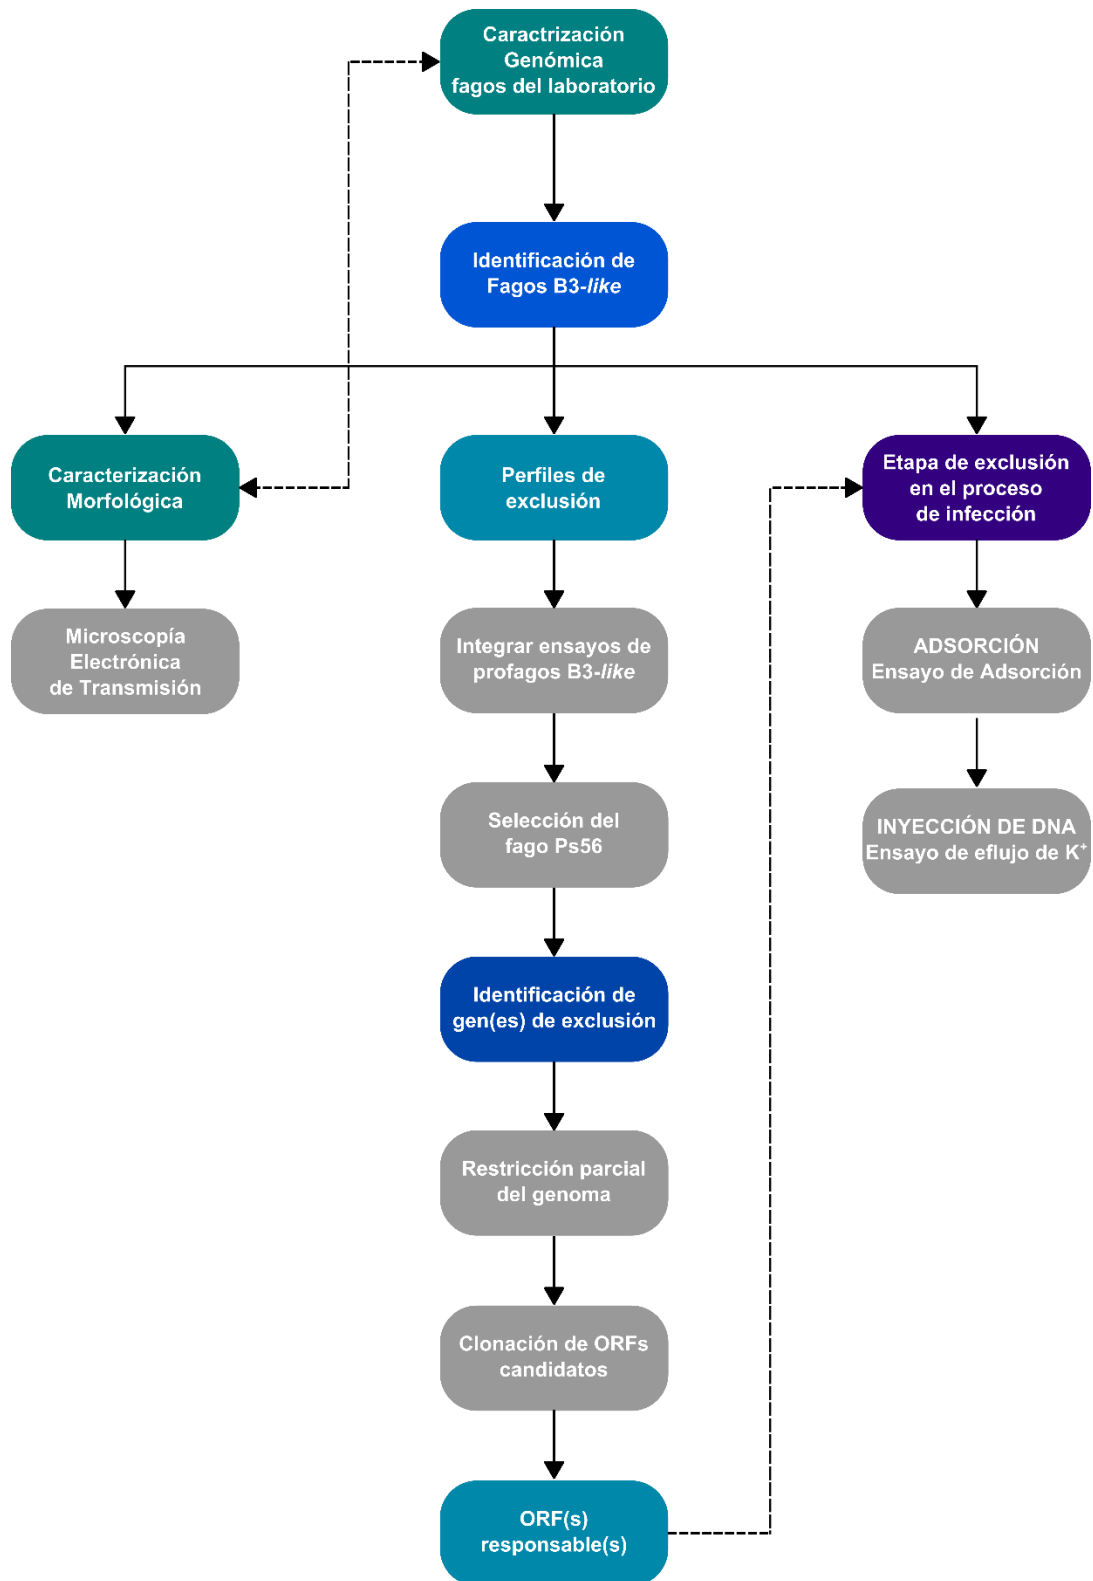 Caractrización
Genómica
fagos del laboratorio
Identificación de
Fagos B3-like
Caracterización
Morfológica
Perfiles de
exclusión
Etapa de exclusión
en el proceso
de infección
Microscopía
Electrónica
de Transmisión
Integrar ensayos de
profagos B3-like
ADSORCIÓN
Ensayo de Adsorción
Selección del
fago Ps56
INYECCIÓN DE DNA
Ensayo de eflujo de K⁺
Identificación de
gen(es) de exclusión
Restricción parcial
del genoma
Clonación de ORFs
candidatos
ORF(s)
responsable(s)